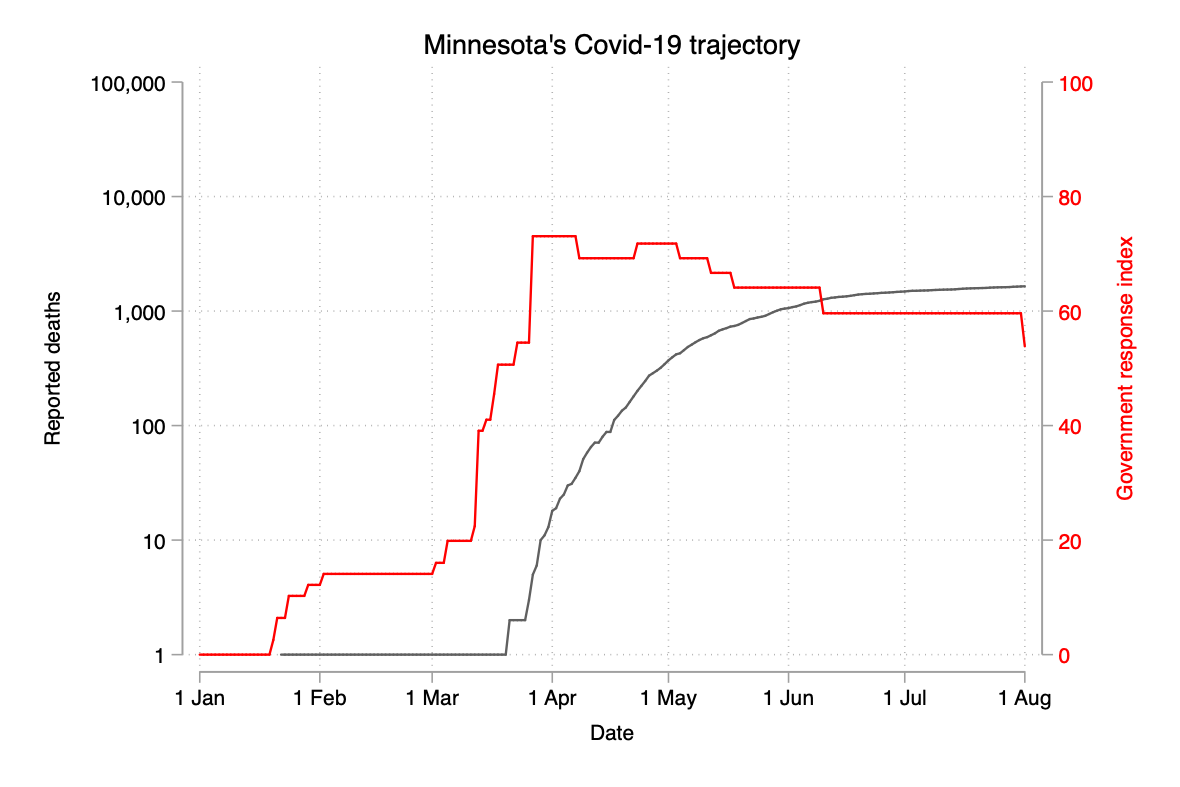 Minnesota's Covid-19 trajectory
100,000
10,000
1,000
100
10
1
Reported deaths
100
80
60
40
20
0
Government response index
1 Jan 1 Feb 1 Mar 1 Apr 1 May 1 Jun 1 Jul 1 Aug
Date